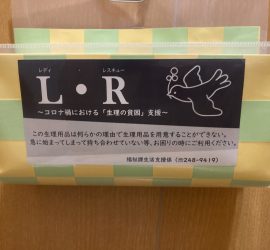 レディ　レスキュー
L・R
～コロナ禍における「生理の貧困」支援～
この生理用品は何らかの理由で生理用品を用意することができない。
急に始まってしまって持ち合わせていない等、お困りの時にご利用ください。
福祉課生活支援係（☎248-9419）